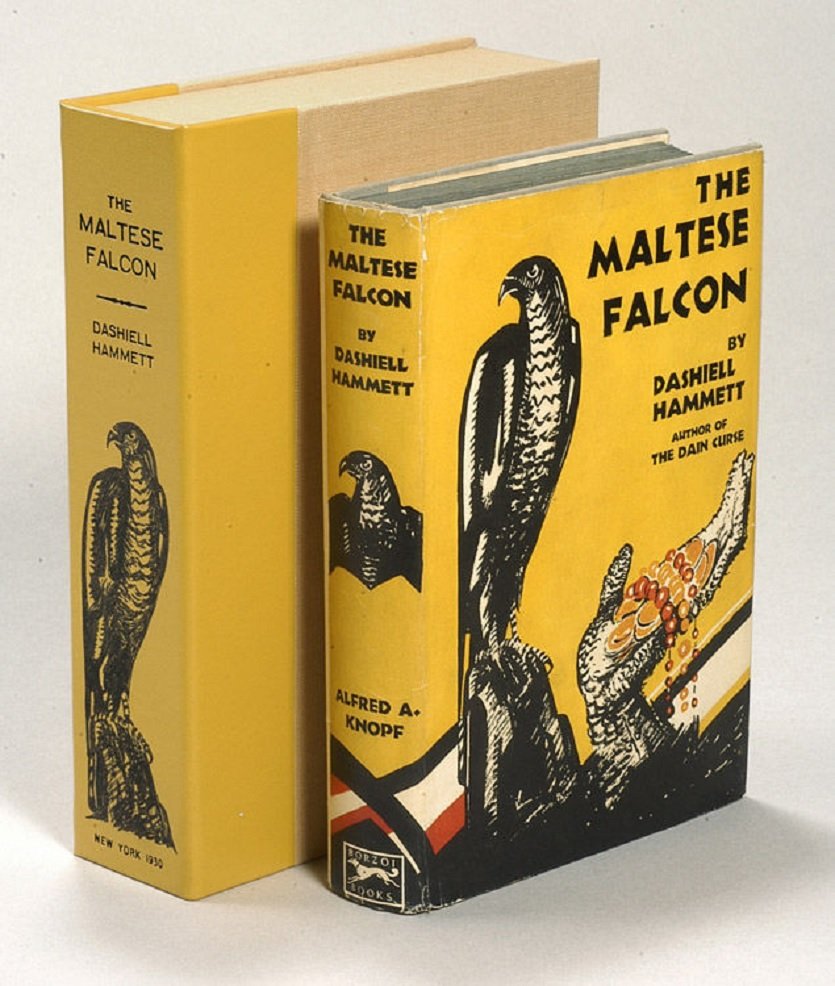 THE
MALTESE
FALCON
DASHIELL
HAMMETT
NEW YORK 1930
THE
MALTESE
FALCON
BY
DASHIELL
HAMMETT
ALFRED A.
KNOPF
BORZOI
BOOKS
THE
MALTESE
FALCON
BY
DASHIELL
HAMMETT
AUTHOR OF
THE DAIN CURSE